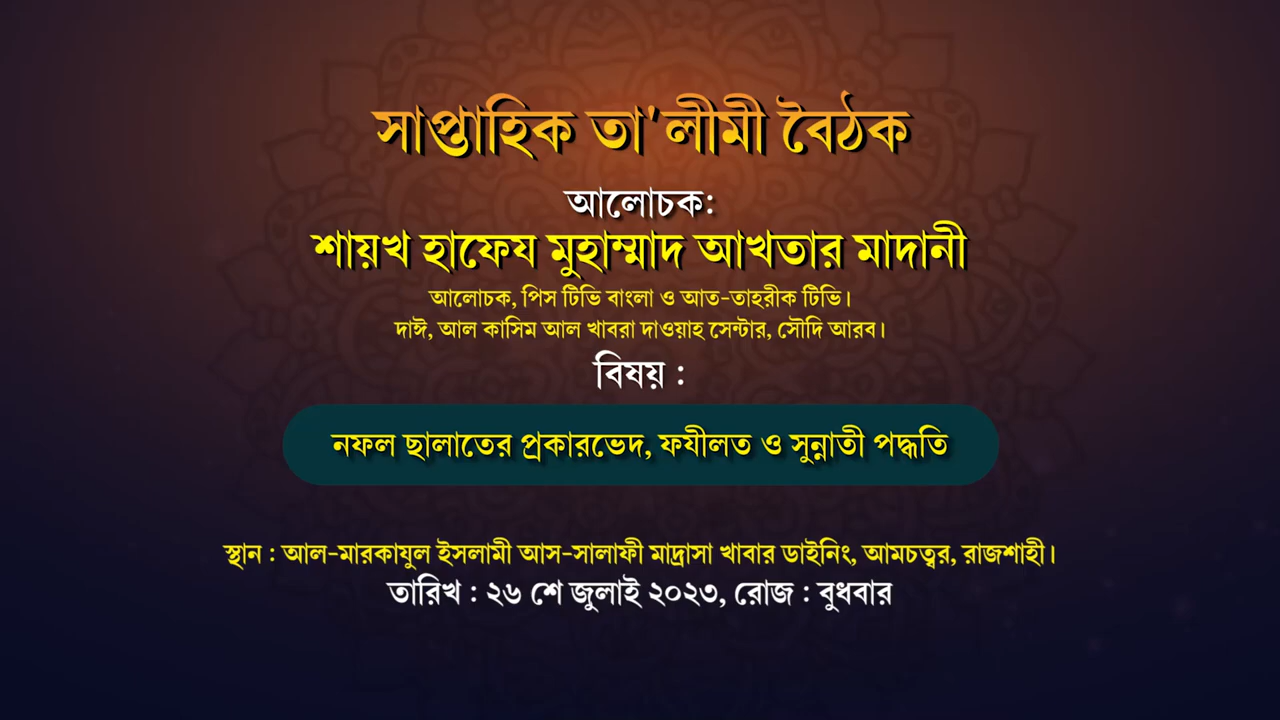 সাপ্তাহিক তা'লীমী বৈঠক
আলোচক:
শায়খ হাফেয মুহাম্মাদ আখতার মাদানী
আলোচক, পিস টিভি বাংলা ও আত-তাহরীক টিভি।
দাঈ, আল কাসিম আল খাবরা দাওয়াহ সেন্টার, সৌদি আরব।
বিষয় :
নফল ছালাতের প্রকারভেদ, ফযীলত ও সুন্নাতী পদ্ধতি
স্থান : আল-মারকাযুল ইসলামী আস-সালাফী মাদ্রাসা খাবার ডাইনিং, আমচত্বর, রাজশাহী।
তারিখ : ২৬ শে জুলাই ২০২৩, রোজ : বুধবার